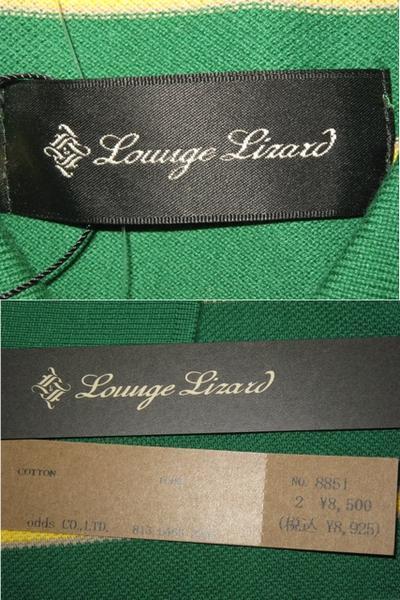 Lounge Lizard
Lounge Lizard
COTTON
No. 8851
2 ¥8,500
odds CO.,LTD.
(税込 ¥8,925)